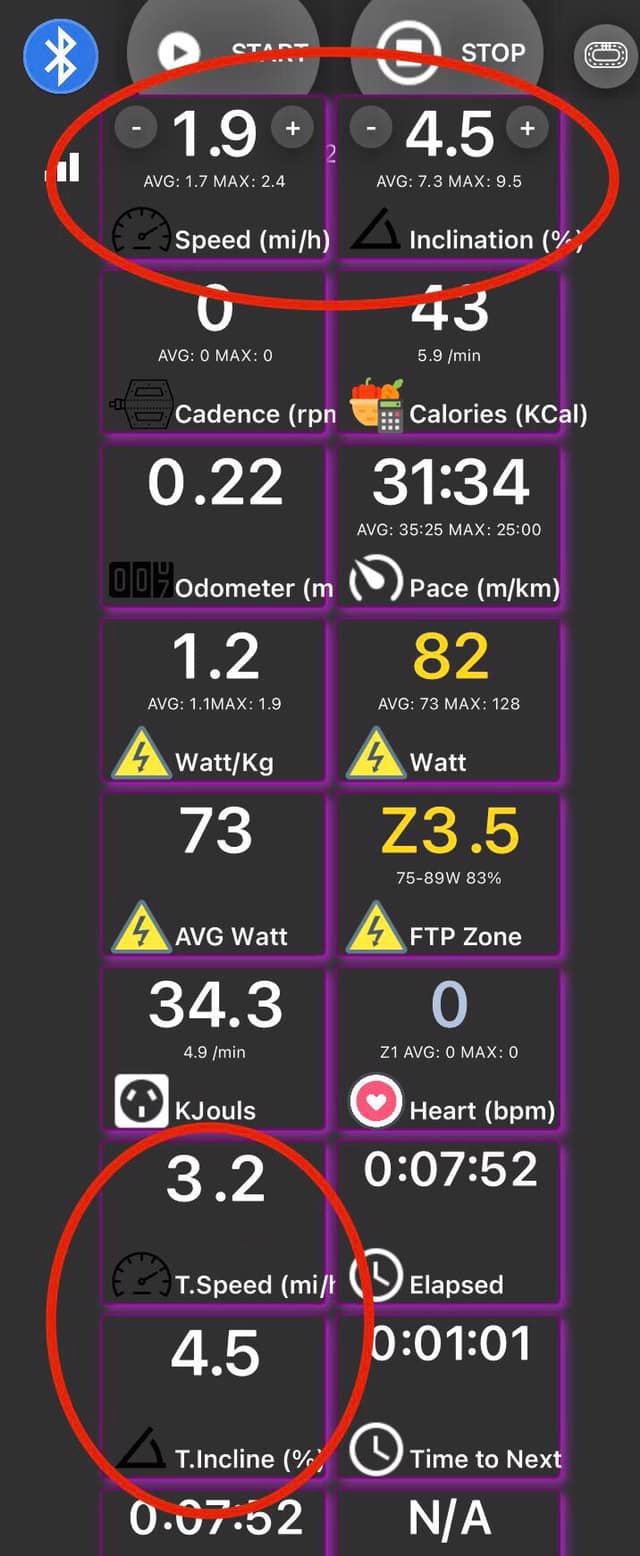 START STOP
- 1.9 + - 4.5 +
2
AVG: 1.7 MAX: 2.4 AVG: 7.3 MAX: 9.5
Speed (mi/h) Inclination (%)
0 43
AVG: 0 MAX: 0 5.9 /min
Cadence (rpn Calories (KCal)
0.22 31:34
AVG: 35:25 MAX: 25:00
Odometer (m Pace (m/km)
1.2 82
AVG: 1.1MAX: 1.9 AVG: 73 MAX: 128
Watt/Kg Watt
73 Z3.5
75-89W 83%
AVG Watt FTP Zone
34.3 0
4.9 /min Z1 AVG: 0 MAX: 0
KJouls Heart (bpm)
3.2 0:07:52
T.Speed (mi/h Elapsed
4.5 0:01:01
T.Incline (%) Time to Next
0:07:52 N/A